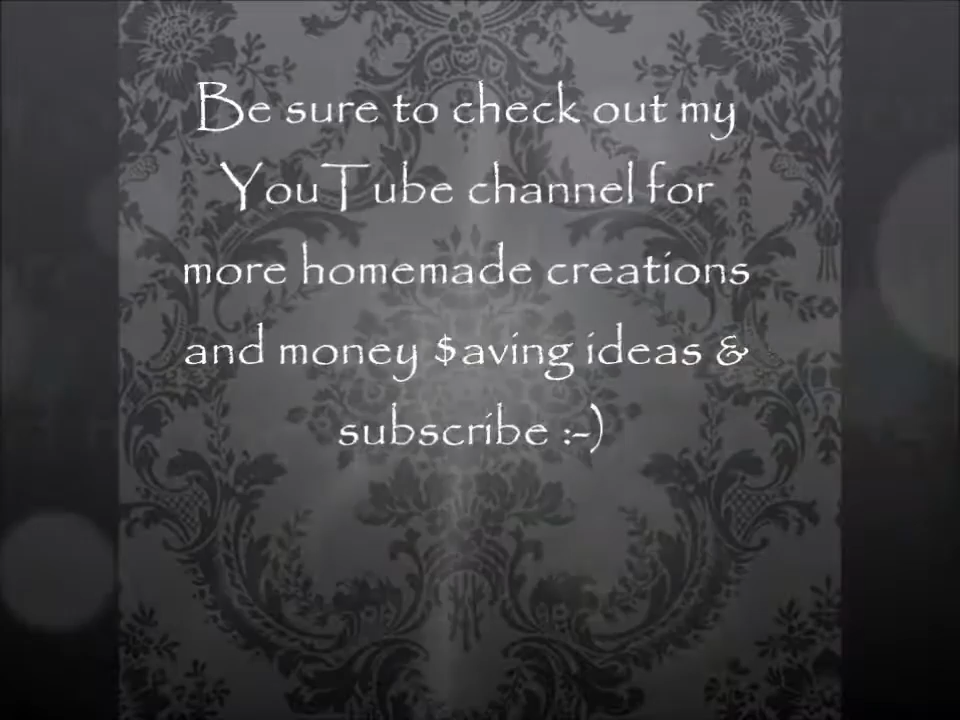 Be sure to check out my
YouTube channel for
more homemade creations
and money $aving ideas &
subscribe :-)